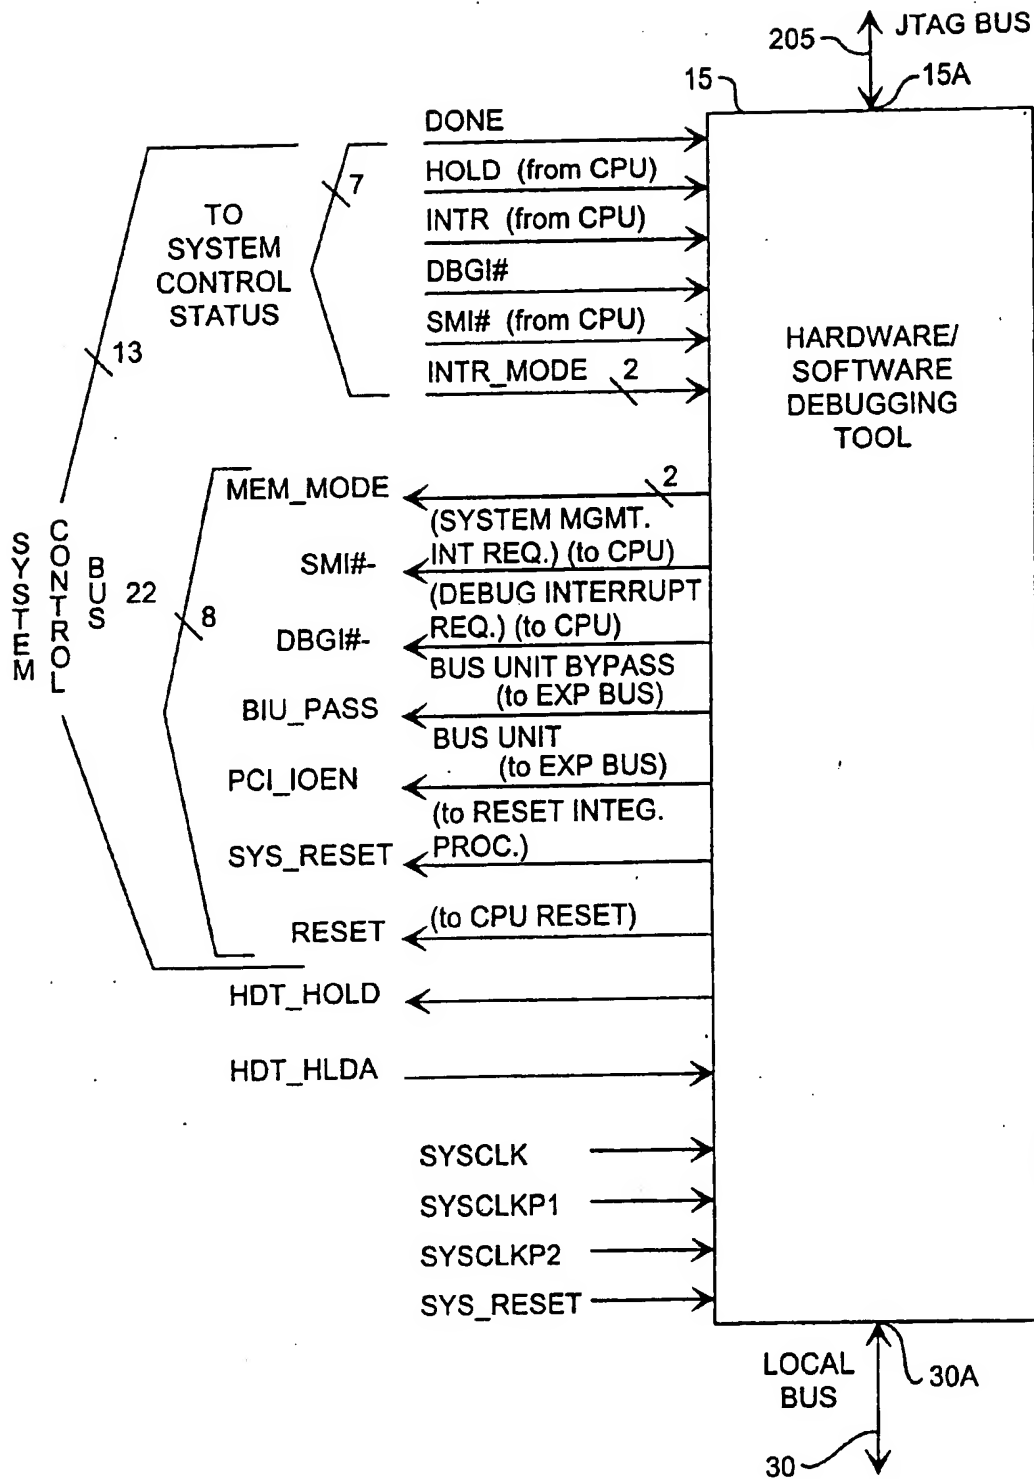 JTAG BUS
205
15
15A
DONE
HOLD (from CPU)
INTR (from CPU)
DBGI#
SMI# (from CPU)
INTR_MODE
2
7
TO
SYSTEM
CONTROL
STATUS
13
HARDWARE/
SOFTWARE
DEBUGGING
TOOL
MEM_MODE
2
(SYSTEM MGMT.
INT REQ.) (to CPU)
SMI#-
(DEBUG INTERRUPT
REQ.) (to CPU)
DBGI#-
BUS UNIT BYPASS
(to EXP BUS)
BIU_PASS
BUS UNIT
(to EXP BUS)
PCI_IOEN
(to RESET INTEG.
PROC.)
SYS_RESET
(to CPU RESET)
RESET
SYSTEM
CONTROL
BUS
22
8
HDT_HOLD
HDT_HLDA
SYSCLK
SYSCLKP1
SYSCLKP2
SYS_RESET
LOCAL
BUS
30A
30